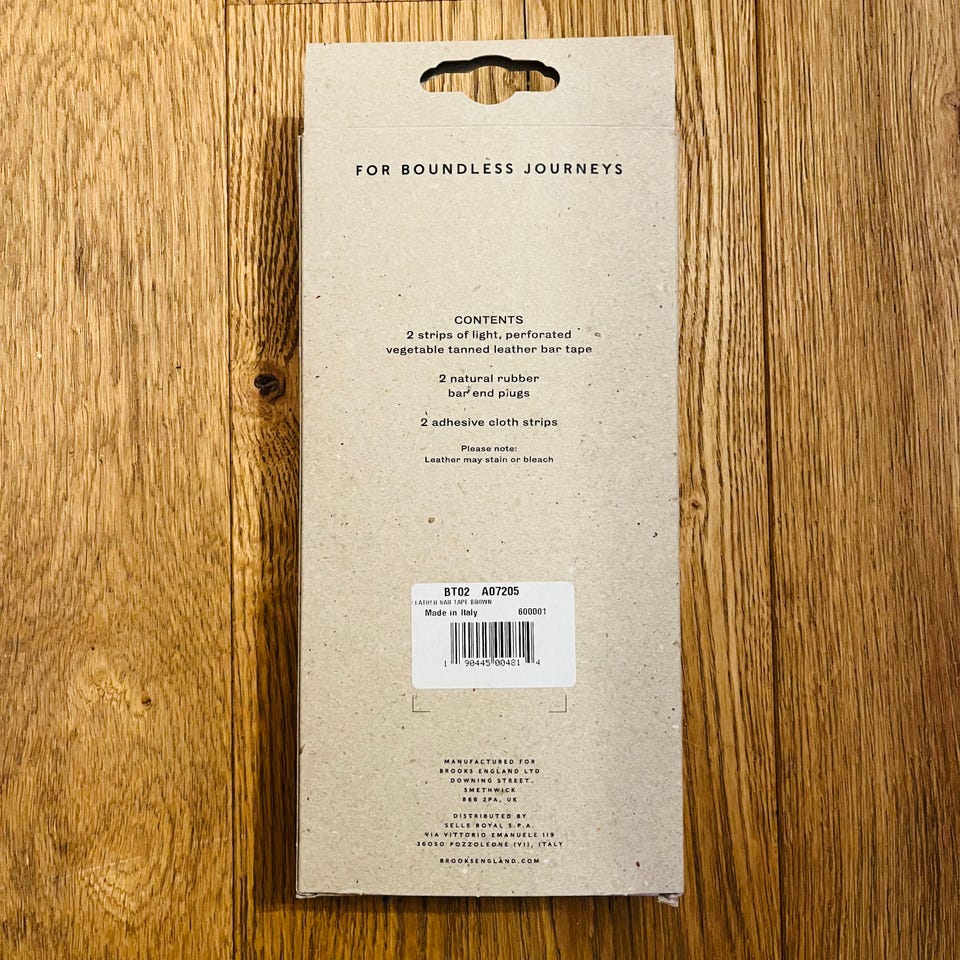 FOR BOUNDLESS JOURNEYS
CONTENTS
2 strips of light, perforated
vegetable tanned leather bar tape
2 natural rubber
bar end plugs
2 adhesive cloth strips
Please note:
Leather may stain or bleach
BT02 A07205
LEATHER BAR TAPE BROWN
Made in Italy 600001
1 90445 00481 4
MANUFACTURED FOR
BROOKS ENGLAND LTD
DOWNING STREET,
SMETHWICK
B66 2PA, UK
DISTRIBUTED BY
SELLE ROYAL S.P.A.
VIA VITTORIO EMANUELE 119
36050 POZZOLEONE (VI), ITALY
BROOKSENGLAND.COM